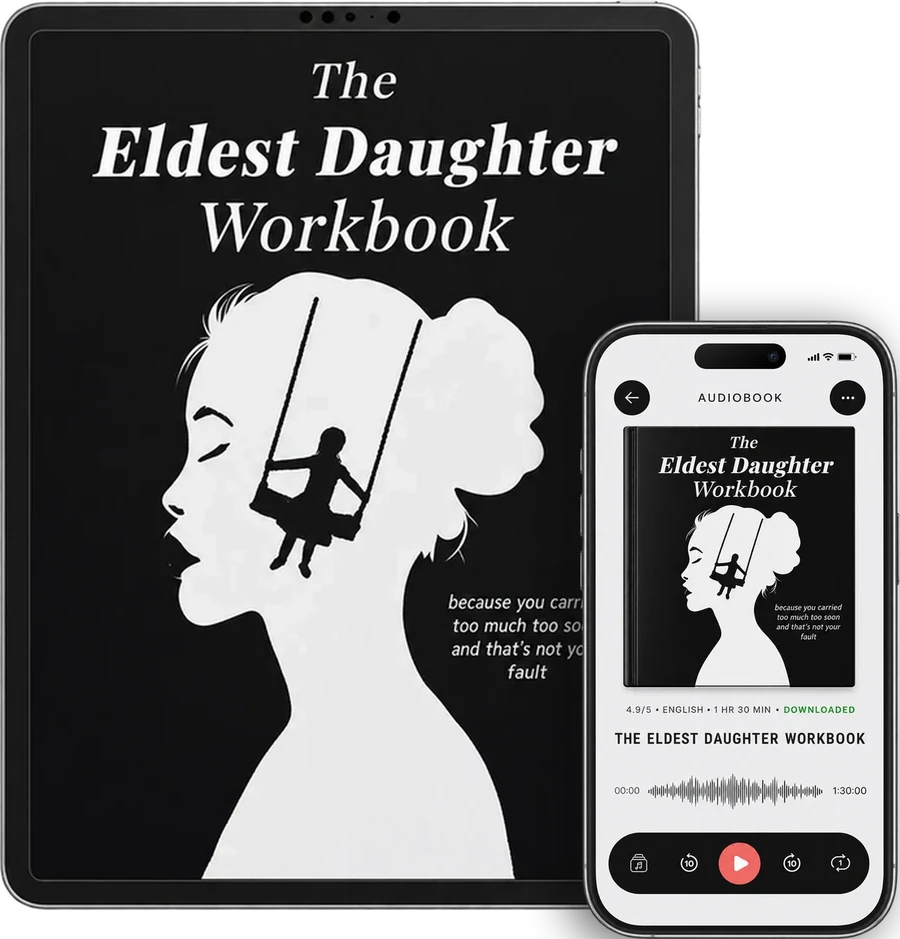 The
Eldest Daughter
Workbook
because you
too much too
and that's not
fault
AUDIOBOOK
The
Eldest Daughter
Workbook
because you carried
too much too soon
and that's not your
fault
4.9/5 • ENGLISH • 1 HR 30 MIN • DOWNLOADED
THE ELDEST DAUGHTER WORKBOOK
00:00
1:30:00
10
10
1